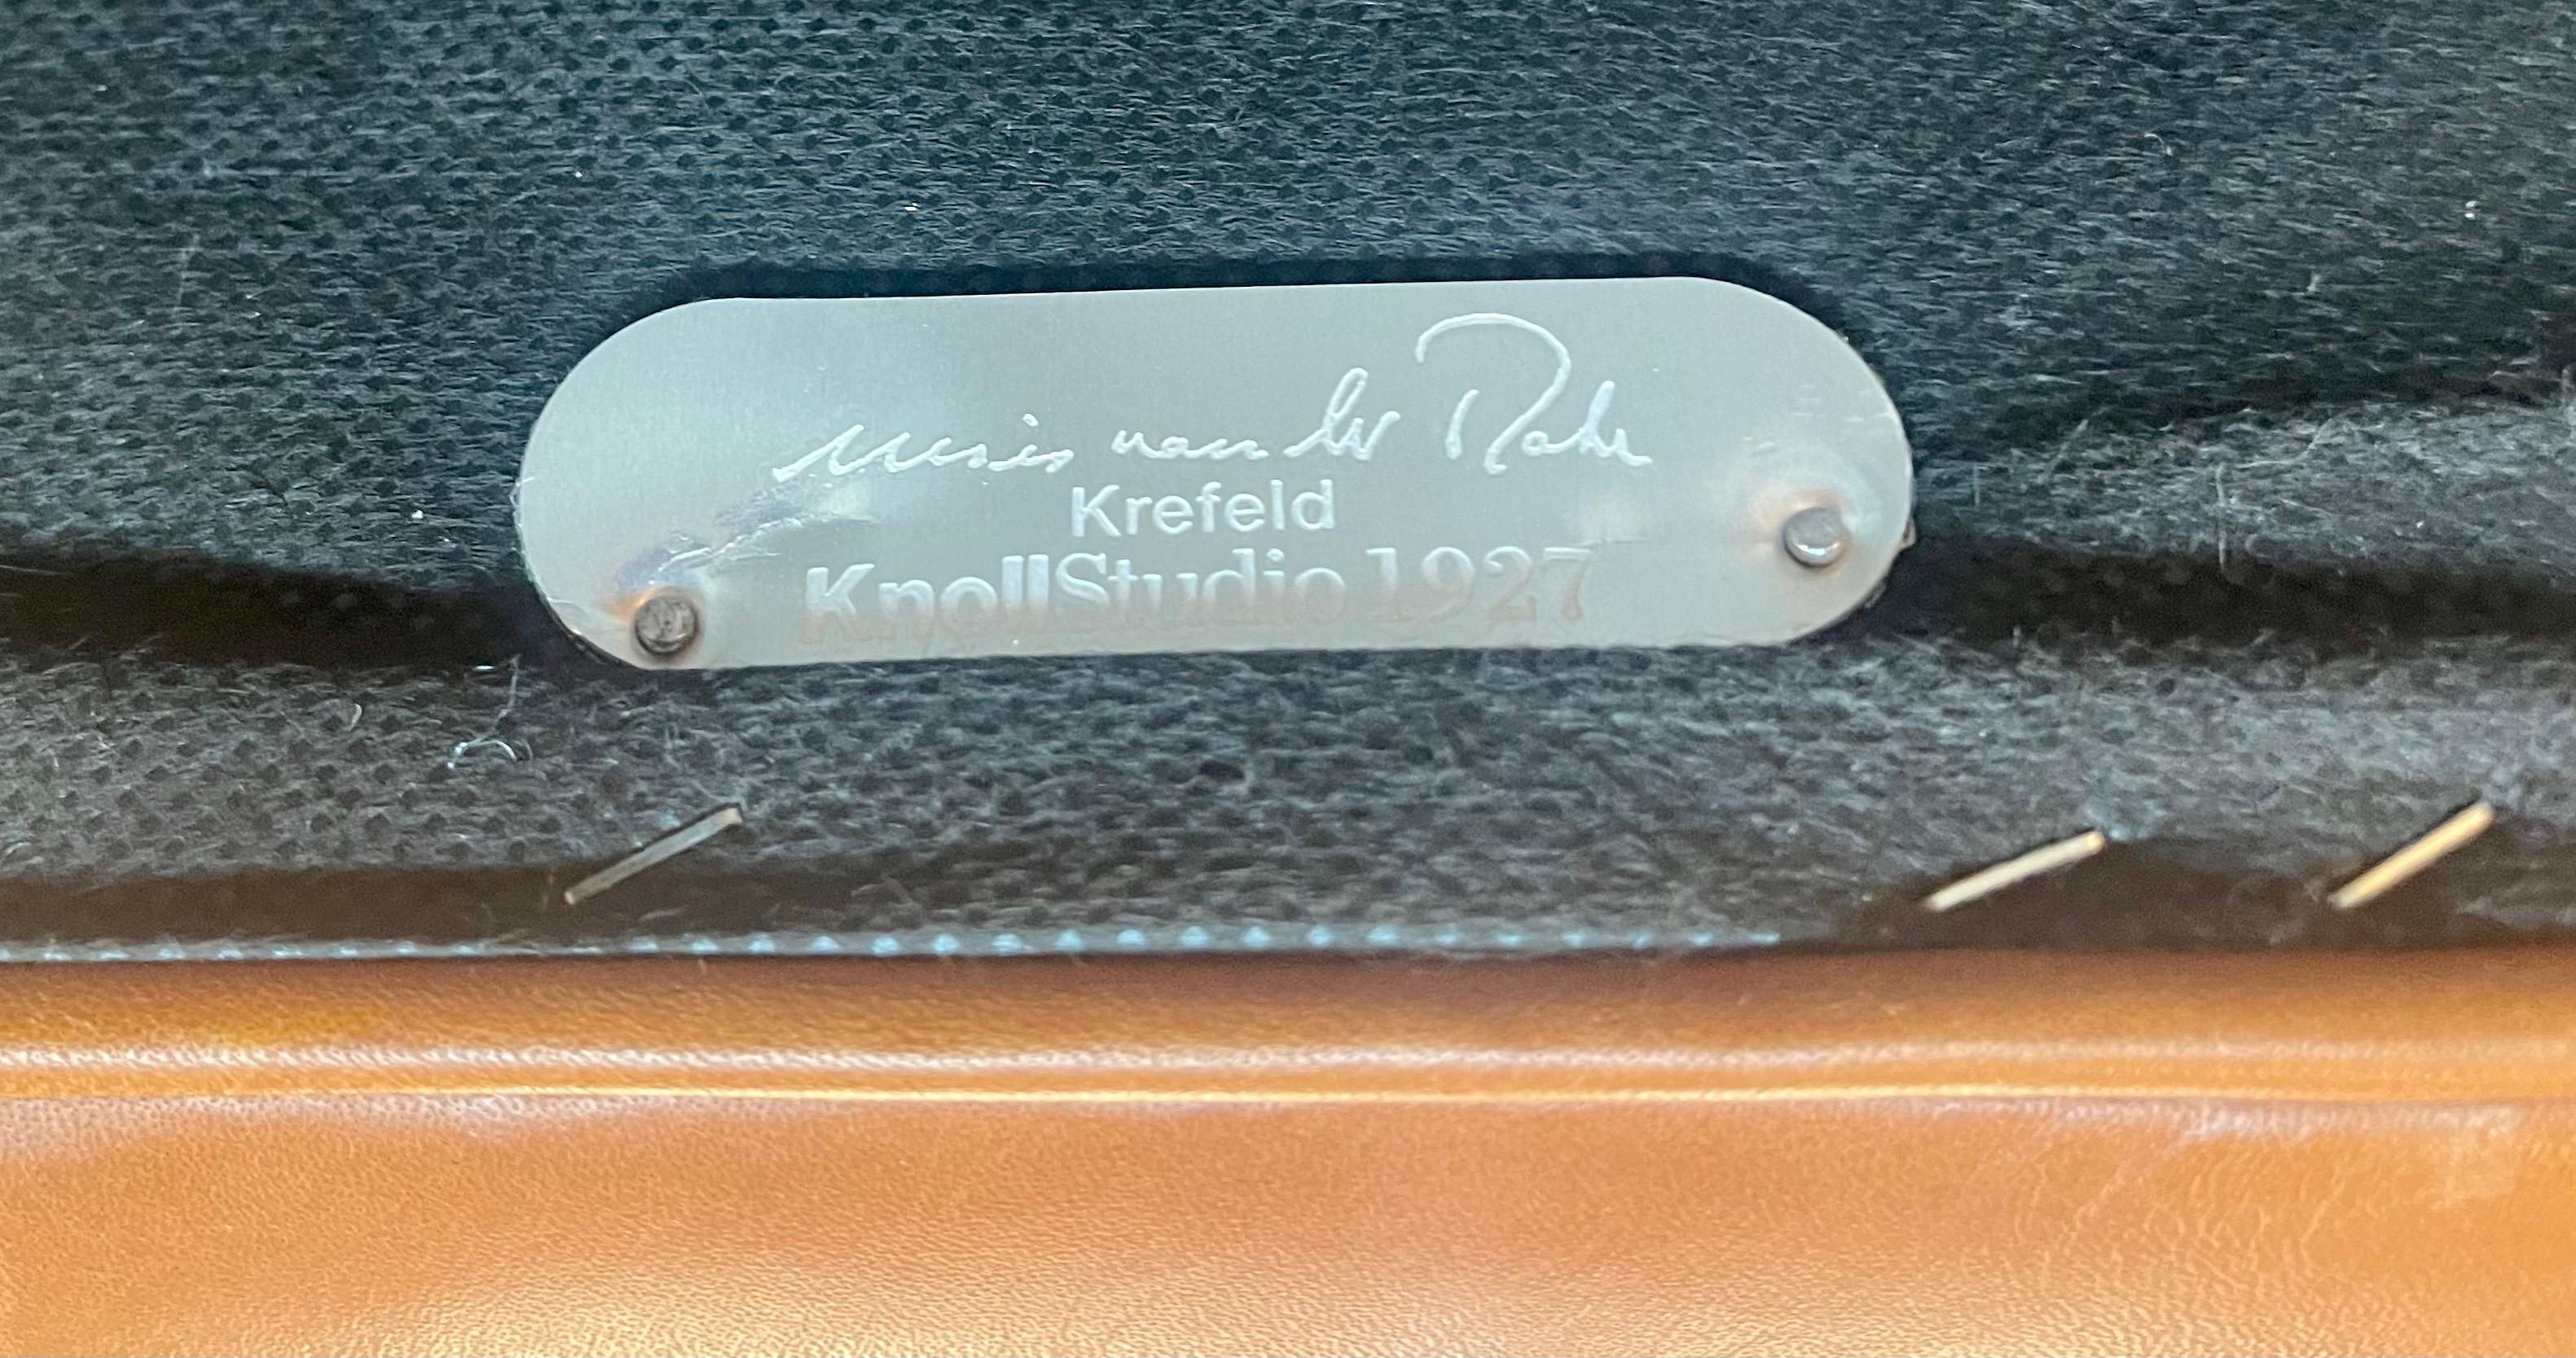 Mies van der Rohe
Krefeld
KnollStudio 1927